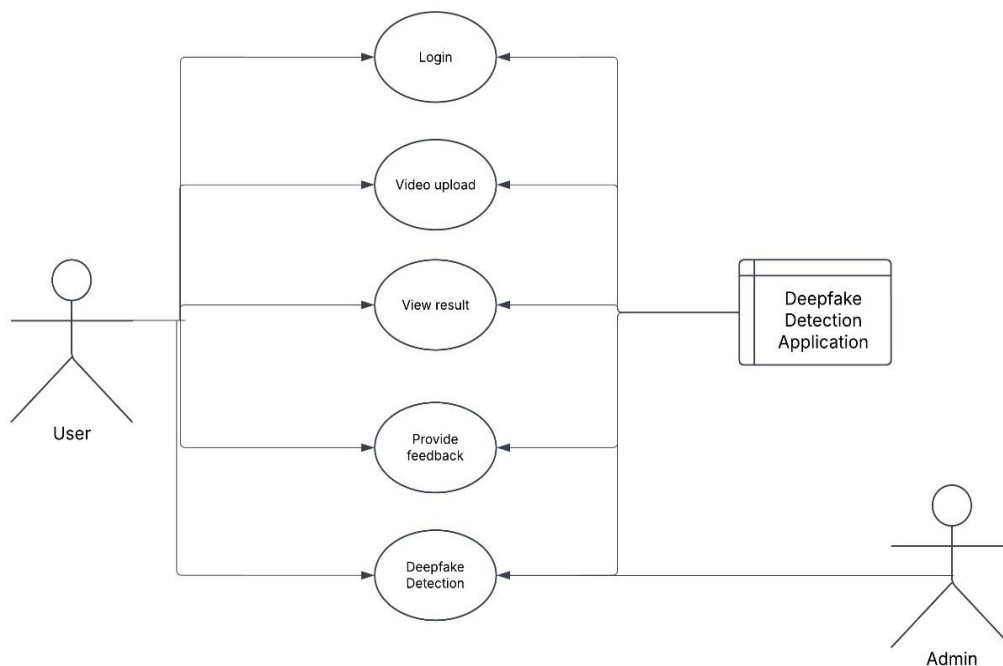 Login
Video upload
View result
Deepfake
Detection
Application
User
Provide
feedback
Deepfake
Detection
Admin